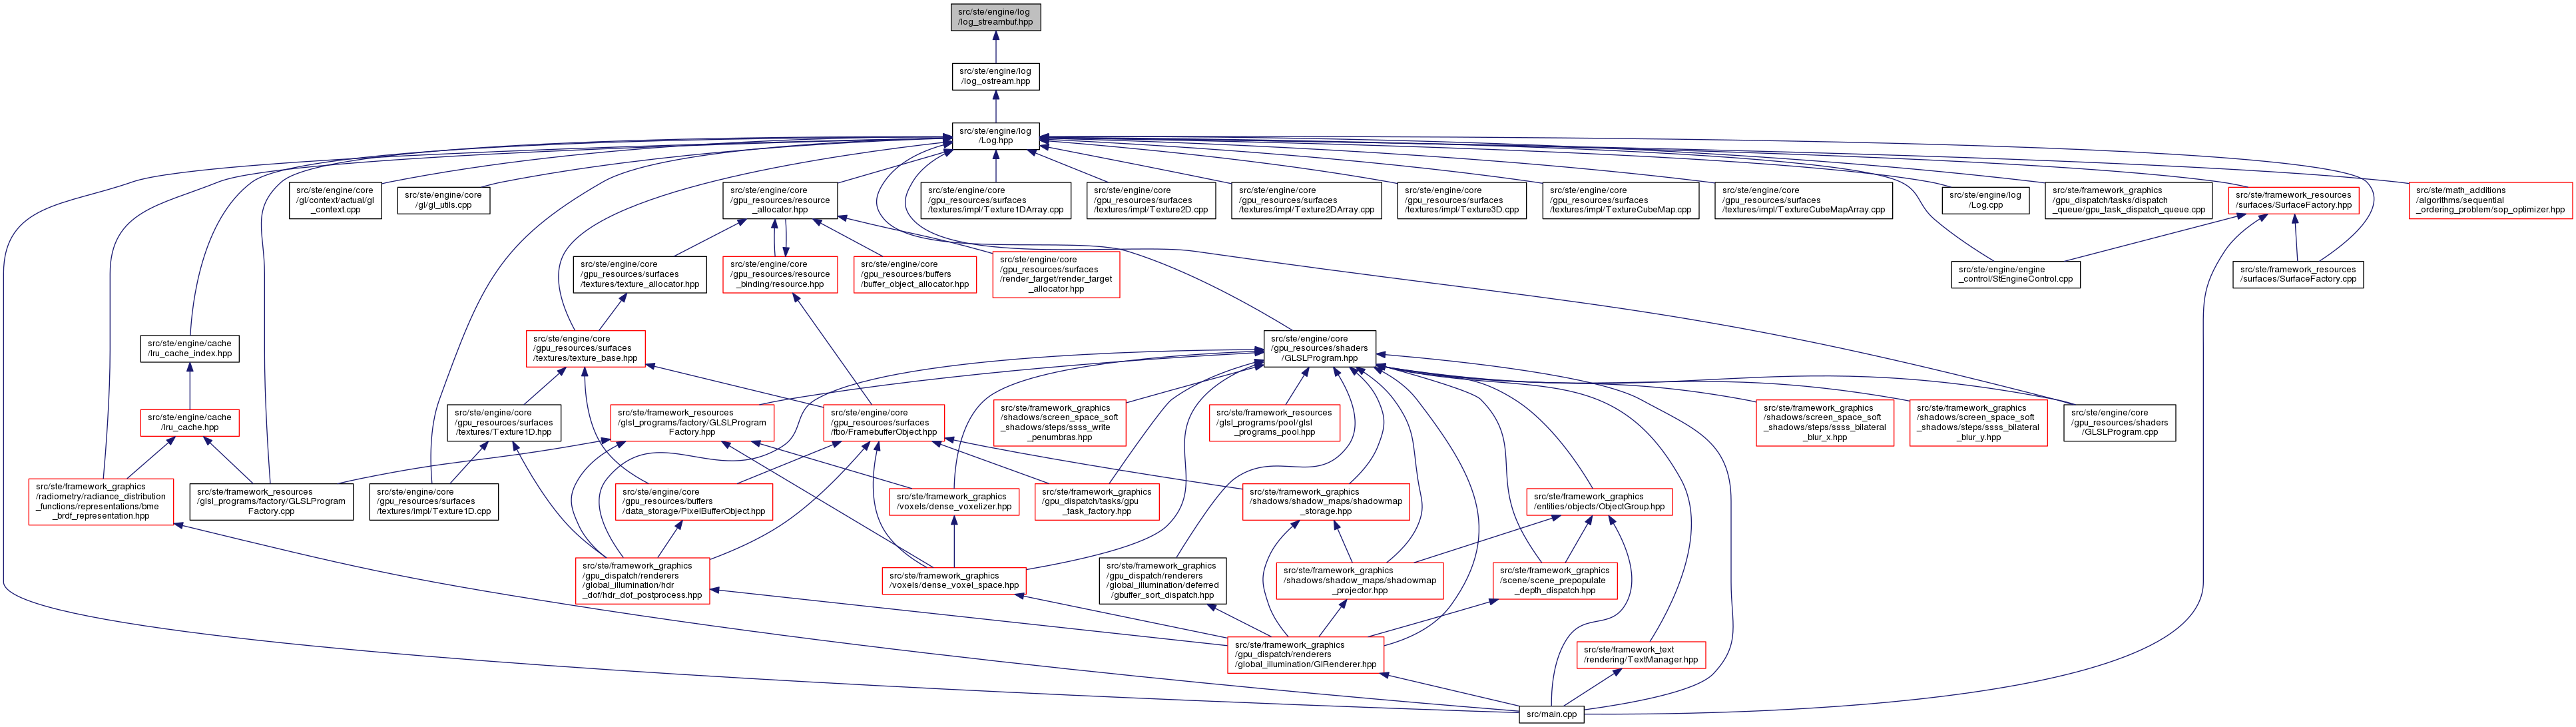 src/ste/engine/log
/log_streambuf.hpp
src/ste/engine/log
/log_ostream.hpp
src/ste/engine/log
/Log.hpp
src/ste/engine/core
/gl/context/actual/gl
_context.cpp
src/ste/engine/core
/gl/gl_utils.cpp
src/ste/engine/core
/gpu_resources/resource
_allocator.hpp
src/ste/engine/core
/gpu_resources/surfaces
/textures/impl/Texture1DArray.cpp
src/ste/engine/core
/gpu_resources/surfaces
/textures/impl/Texture2D.cpp
src/ste/engine/core
/gpu_resources/surfaces
/textures/impl/Texture2DArray.cpp
src/ste/engine/core
/gpu_resources/surfaces
/textures/impl/Texture3D.cpp
src/ste/engine/core
/gpu_resources/surfaces
/textures/impl/TextureCubeMap.cpp
src/ste/engine/core
/gpu_resources/surfaces
/textures/impl/TextureCubeMapArray.cpp
src/ste/engine/log
/Log.cpp
src/ste/framework_graphics
/gpu_dispatch/tasks/dispatch
_queue/gpu_task_dispatch_queue.cpp
src/ste/framework_resources
/surfaces/SurfaceFactory.hpp
src/ste/math_additions
/algorithms/sequential
_ordering_problem/sop_optimizer.hpp
src/ste/engine/core
/gpu_resources/surfaces
/textures/texture_allocator.hpp
src/ste/engine/core
/gpu_resources/resource
_binding/resource.hpp
src/ste/engine/core
/gpu_resources/buffers
/buffer_object_allocator.hpp
src/ste/engine/core
/gpu_resources/surfaces
/render_target/render_target
_allocator.hpp
src/ste/engine/engine
_control/StEngineControl.cpp
src/ste/framework_resources
/surfaces/SurfaceFactory.cpp
src/ste/engine/cache
/lru_cache_index.hpp
src/ste/engine/core
/gpu_resources/surfaces
/textures/texture_base.hpp
src/ste/engine/core
/gpu_resources/shaders
/GLSLProgram.hpp
src/ste/engine/cache
/lru_cache.hpp
src/ste/engine/core
/gpu_resources/surfaces
/textures/Texture1D.hpp
src/ste/framework_resources
/glsl_programs/factory/GLSLProgram
Factory.hpp
src/ste/engine/core
/gpu_resources/surfaces
/fbo/FramebufferObject.hpp
src/ste/framework_graphics
/shadows/screen_space_soft
_shadows/steps/ssss_write
_penumbras.hpp
src/ste/framework_resources
/glsl_programs/pool/glsl
_programs_pool.hpp
src/ste/framework_graphics
/shadows/screen_space_soft
_shadows/steps/ssss_bilateral
_blur_x.hpp
src/ste/framework_graphics
/shadows/screen_space_soft
_shadows/steps/ssss_bilateral
_blur_y.hpp
src/ste/engine/core
/gpu_resources/shaders
/GLSLProgram.cpp
src/ste/framework_graphics
/radiometry/radiance_distribution
_functions/representations/bme
_brdf_representation.hpp
src/ste/framework_resources
/glsl_programs/factory/GLSLProgram
Factory.cpp
src/ste/engine/core
/gpu_resources/surfaces
/textures/impl/Texture1D.cpp
src/ste/engine/core
/gpu_resources/buffers
/data_storage/PixelBufferObject.hpp
src/ste/framework_graphics
/voxels/dense_voxelizer.hpp
src/ste/framework_graphics
/gpu_dispatch/tasks/gpu
_task_factory.hpp
src/ste/framework_graphics
/shadows/shadow_maps/shadowmap
_storage.hpp
src/ste/framework_graphics
/entities/objects/ObjectGroup.hpp
src/ste/framework_graphics
/gpu_dispatch/renderers
/global_illumination/hdr
_dof/hdr_dof_postprocess.hpp
src/ste/framework_graphics
/voxels/dense_voxel_space.hpp
src/ste/framework_graphics
/gpu_dispatch/renderers
/global_illumination/deferred
/gbuffer_sort_dispatch.hpp
src/ste/framework_graphics
/shadows/shadow_maps/shadowmap
_projector.hpp
src/ste/framework_graphics
/scene/scene_prepopulate
_depth_dispatch.hpp
src/ste/framework_graphics
/gpu_dispatch/renderers
/global_illumination/GIRenderer.hpp
src/ste/framework_text
/rendering/TextManager.hpp
src/main.cpp